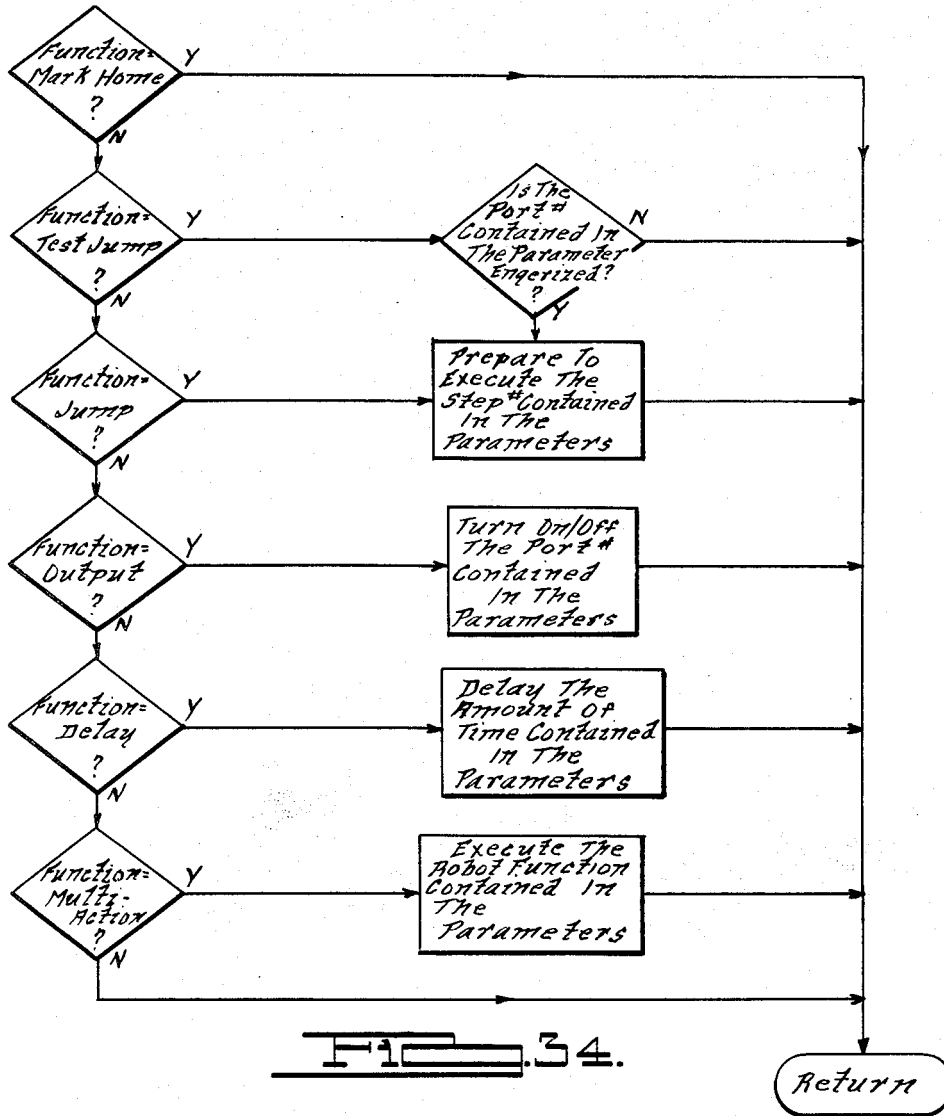 Function=
Mark Home
?
Y
N
Function=
Test Jump
?
Y
N
Is The
Port #
Contained In
The Parameter
Engerized?
?
N
Y
Function=
Jump
?
Y
N
Prepare To
Execute The
Step # Contained
In The
Parameters
Function=
Output
?
Y
N
Turn On/Off
The Port #
Contained
In The
Parameters
Function=
Delay
?
Y
N
Delay The
Amount Of
Time Contained
In The
Parameters
Function=
Multi-
Action
?
Y
N
Execute The
Robot Function
Contained In
The
Parameters
Fig. 34.
Return